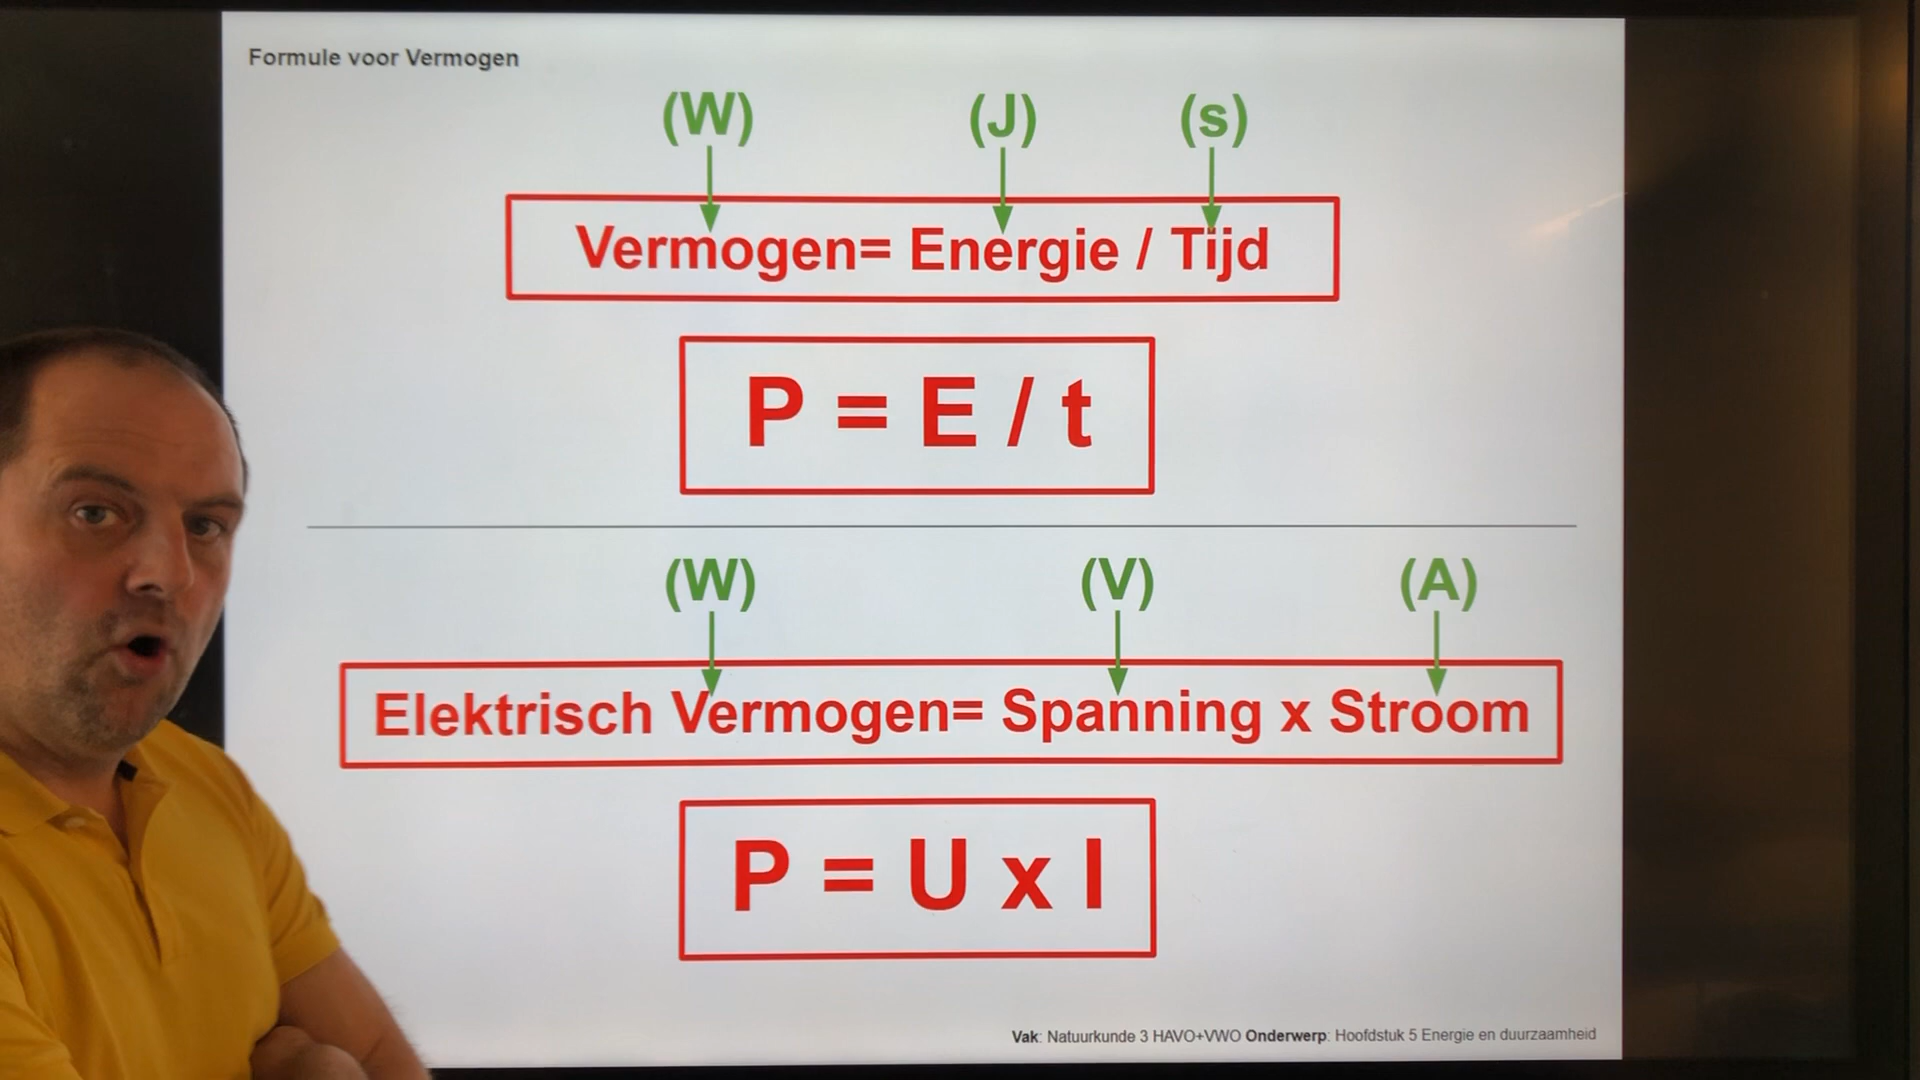 Formule voor Vermogen
(W) (J) (s)
Vermogen= Energie / Tijd
P = E / t
(W) (V) (A)
Elektrisch Vermogen= Spanning x Stroom
P = U x I
Vak: Natuurkunde 3 HAVO+VWO Onderwerp: Hoofdstuk 5 Energie en duurzaamheid